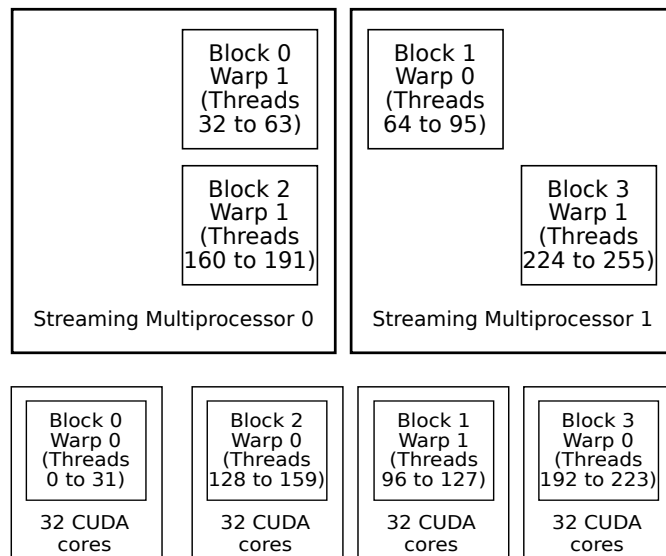 Block 0
Warp 1
(Threads
32 to 63)
Block 1
Warp 0
(Threads
64 to 95)
Block 2
Warp 1
(Threads
160 to 191)
Block 3
Warp 1
(Threads
224 to 255)
Streaming Multiprocessor 0
Streaming Multiprocessor 1
Block 0
Warp 0
(Threads
0 to 31)
32 CUDA
cores
Block 2
Warp 0
(Threads
128 to 159)
32 CUDA
cores
Block 1
Warp 1
(Threads
96 to 127)
32 CUDA
cores
Block 3
Warp 0
(Threads
192 to 223)
32 CUDA
cores